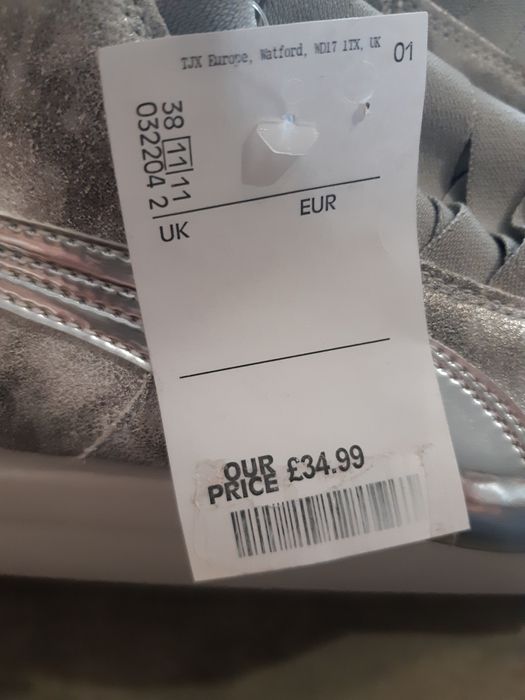 TJX Europe, Watford, WD17 1TX, UK
01
38 11 11
032204 2
UK
EUR
OUR
PRICE
£34.99